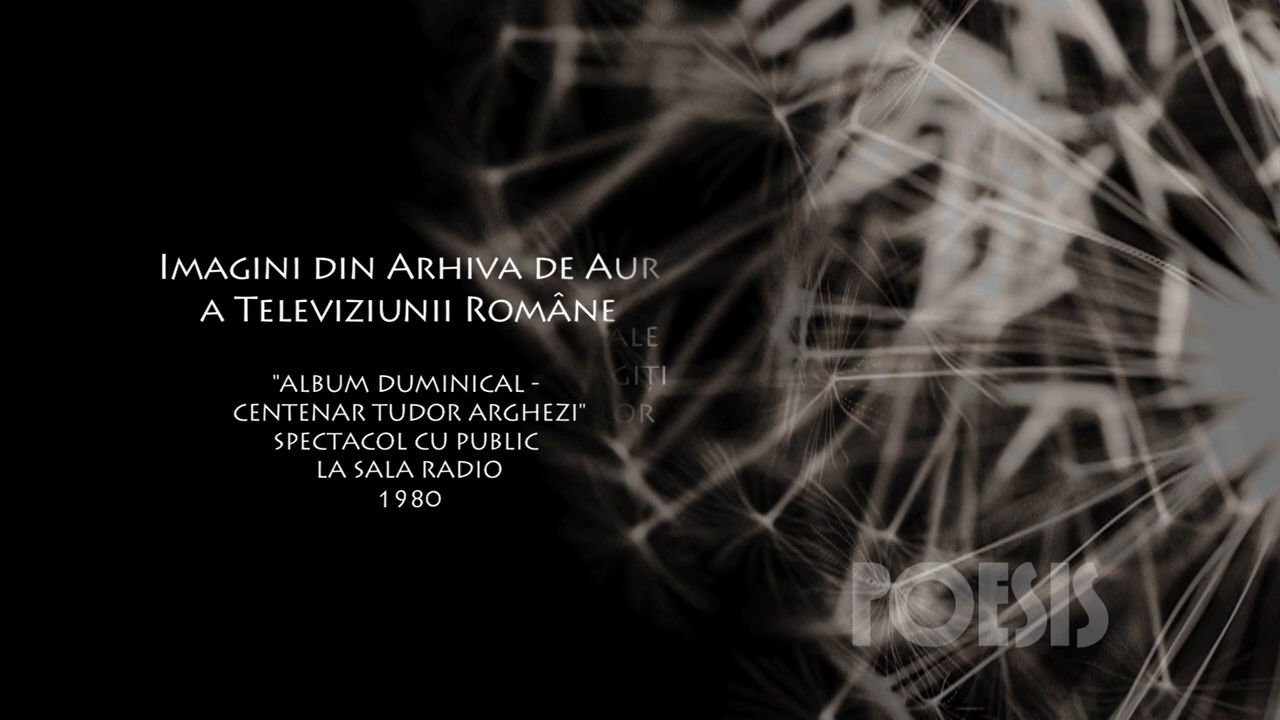 Imagini din Arhiva de Aur
a Televiziunii Române
"ALBUM DUMINICAL -
CENTENAR TUDOR ARGHEZI"
SPECTACOL CU PUBLIC
LA SALA RADIO
1980
POESIS